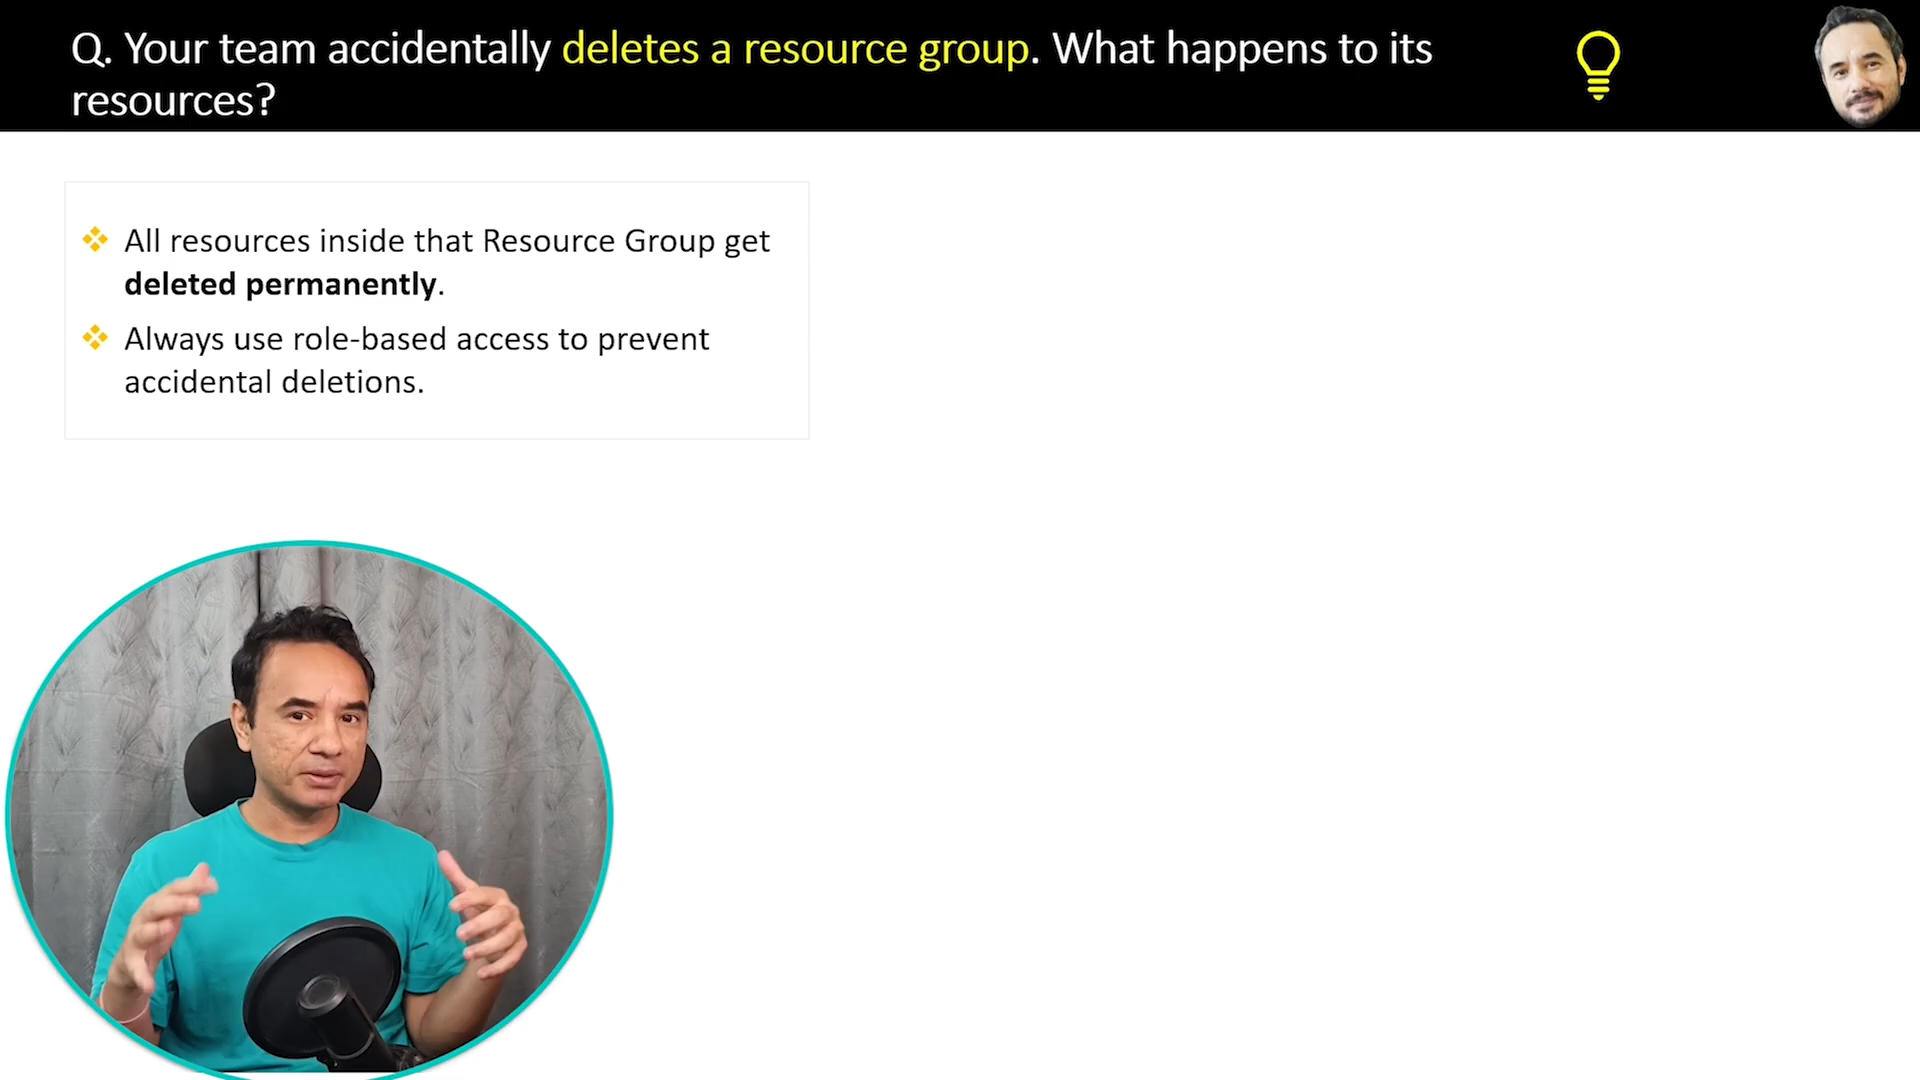 Q. Your team accidentally deletes a resource group. What happens to its
resources?
All resources inside that Resource Group get
deleted permanently.
Always use role-based access to prevent
accidental deletions.